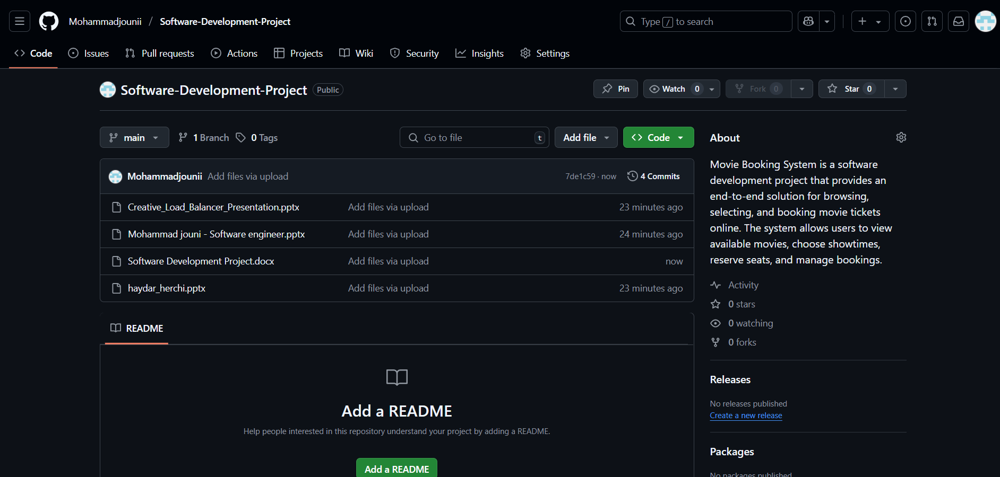 Mohammadjounii / Software-Development-Project
Type / to search
Code
Issues
Pull requests
Actions
Projects
Wiki
Security
Insights
Settings
Software-Development-Project Public
Pin
Watch 0
Fork 0
Star 0
main
1 Branch
0 Tags
Go to file t
Add file
Code
Mohammadjounii Add files via upload 7de1c59 · now 4 Commits
Creative_Load_Balancer_Presentation.pptx Add files via upload 23 minutes ago
Mohammad jouni - Software engineer.pptx Add files via upload 24 minutes ago
Software Development Project.docx Add files via upload now
haydar_herchi.pptx Add files via upload 23 minutes ago
README
Add a README
Help people interested in this repository understand your project by adding a README.
Add a README
About
Movie Booking System is a software
development project that provides an
end-to-end solution for browsing,
selecting, and booking movie tickets
online. The system allows users to view
available movies, choose showtimes,
reserve seats, and manage bookings.
Activity
0 stars
0 watching
0 forks
Releases
No releases published
Create a new release
Packages
No packages published